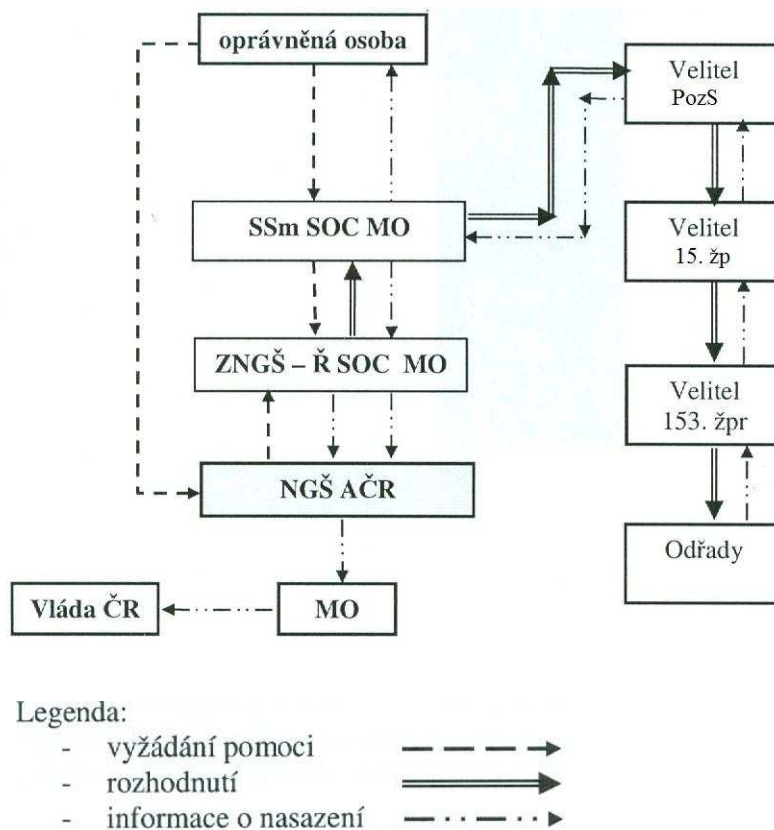 oprávněná osoba
SSm SOC MO
ZNGŠ – Ř SOC MO
NGŠ AČR
Vláda ČR
MO
Velitel
PozS
Velitel
15. žp
Velitel
153. žpr
Odřady
Legenda:
- vyžádání pomoci
- rozhodnutí
- informace o nasazení